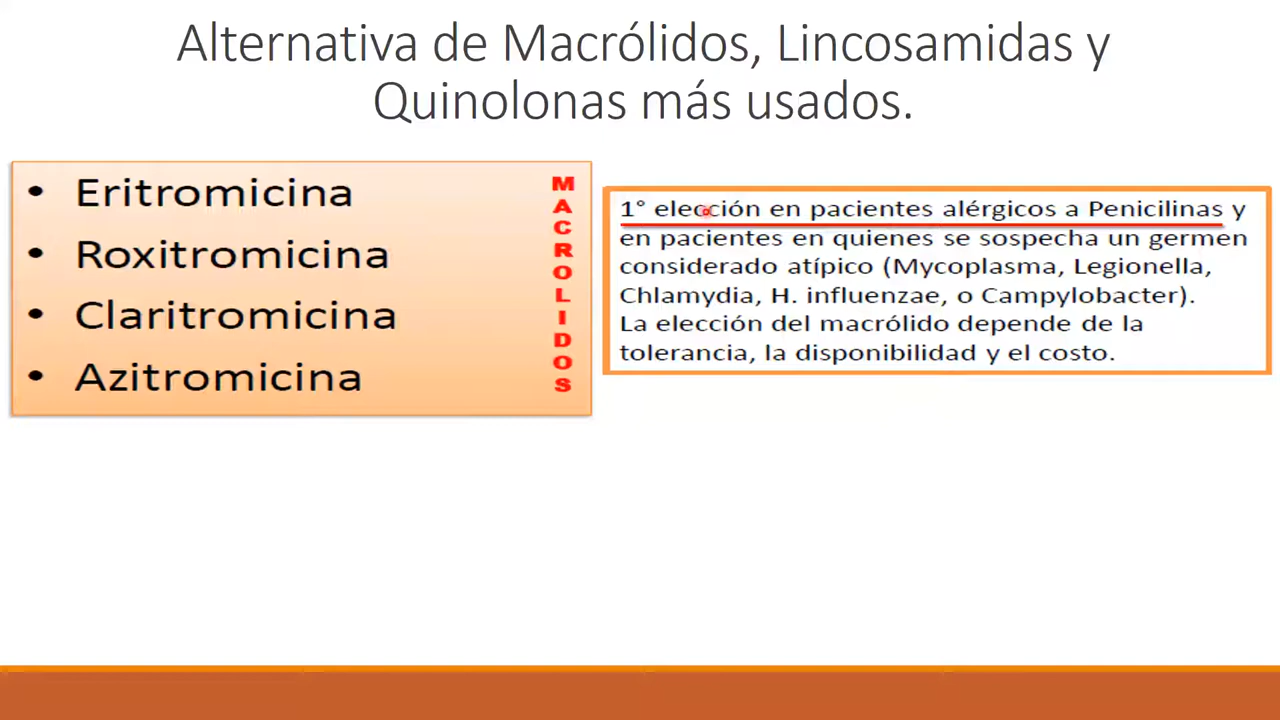 Alternativa de Macrólidos, Lincosamidas y
Quinolonas más usados.
• Eritromicina
• Roxitromicina
• Claritromicina
• Azitromicina
MACROLIDOS
1° elección en pacientes alérgicos a Penicilinas y
en pacientes en quienes se sospecha un germen
considerado atípico (Mycoplasma, Legionella,
Chlamydia, H. influenzae, o Campylobacter).
La elección del macrólido depende de la
tolerancia, la disponibilidad y el costo.